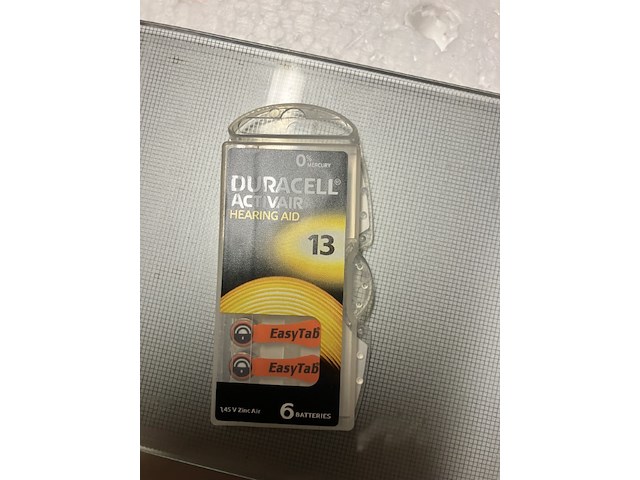 0% MERCURY
DURACELL®
ACTIVAIR
HEARING AID
13
EasyTab
EasyTab
1,45 V Zinc Air 6 BATTERIES